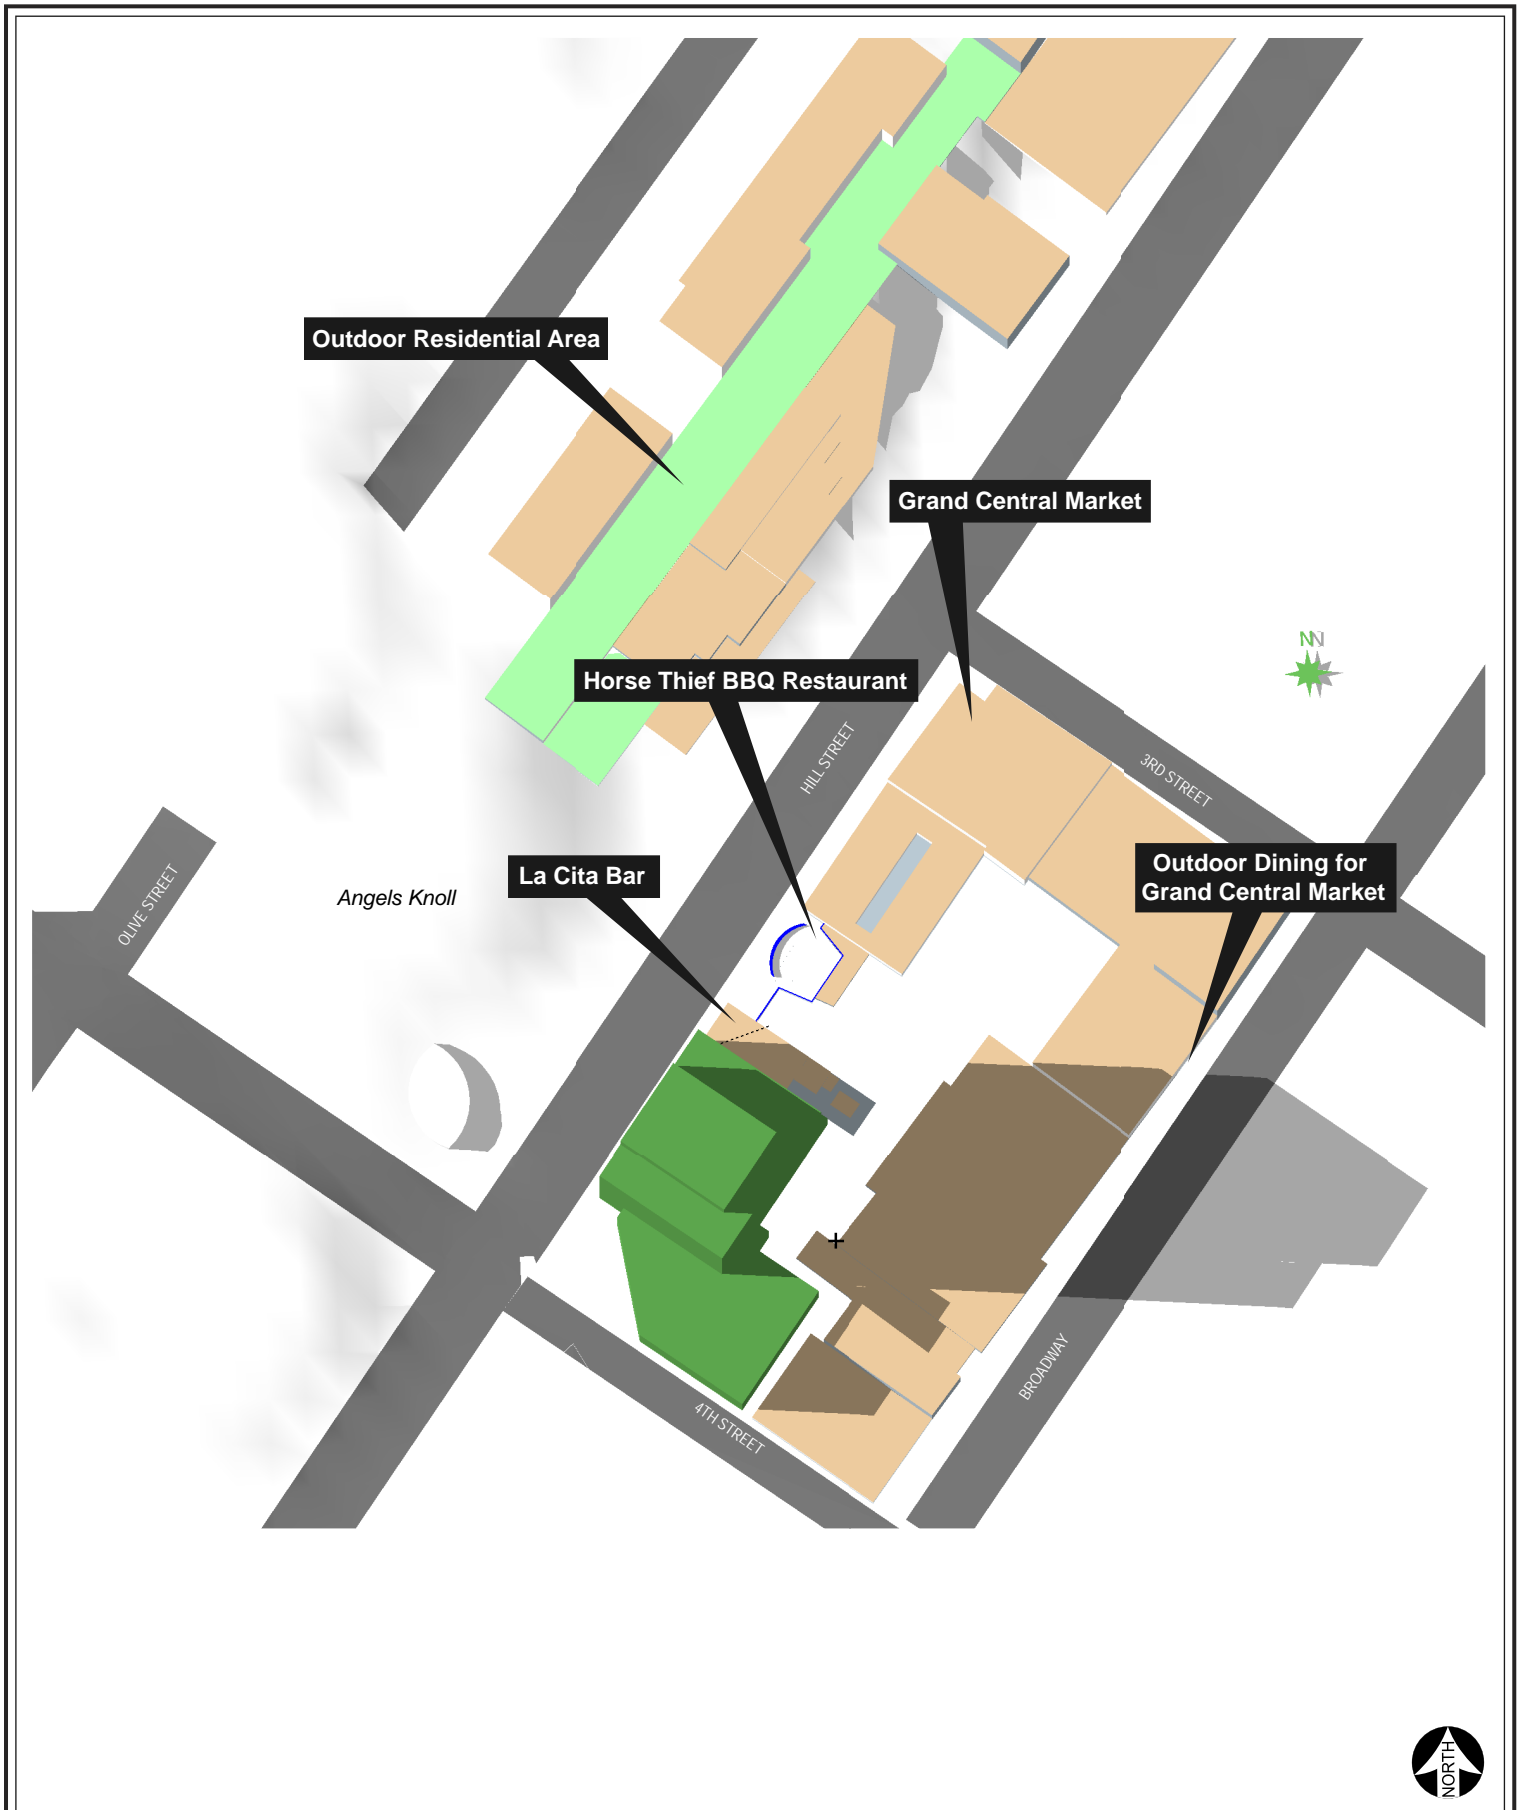 Outdoor Residential Area
Grand Central Market
NN
Horse Thief BBQ Restaurant
HILL STREET
3RD STREET
Outdoor Dining for
Grand Central Market
La Cita Bar
Angels Knoll
OLIVE STREET
BROADWAY
4TH STREET
NORTH